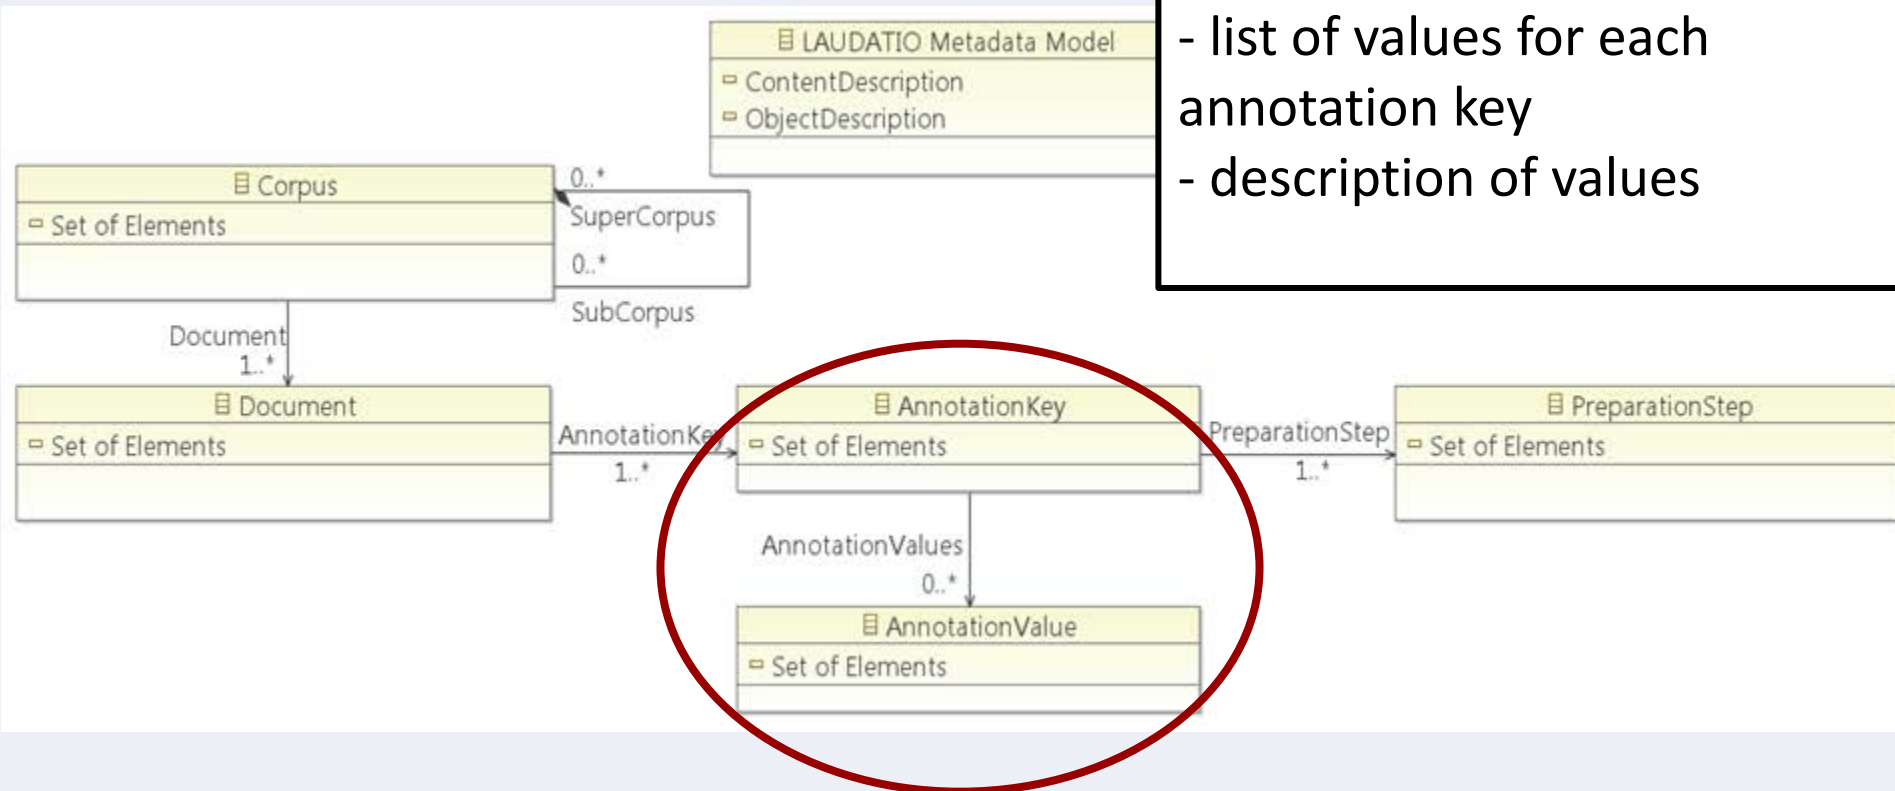 LAUDATIO Metadata Model
ContentDescription
ObjectDescription
- list of values for each
annotation key
- description of values
Corpus
Set of Elements
0..*
SuperCorpus
0..*
SubCorpus
Document
1..*
Document
Set of Elements
AnnotationKey
1..*
AnnotationKey
Set of Elements
PreparationStep
1..*
PreparationStep
Set of Elements
AnnotationValues
0..*
AnnotationValue
Set of Elements